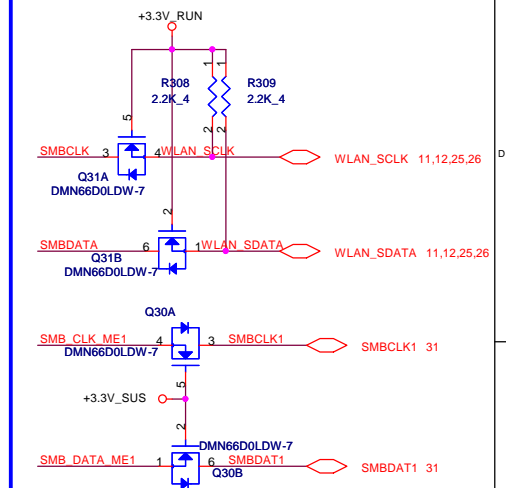 +3.3V_RUN
R308 R309
2.2K_4 2.2K_4
1 1
2 2
5
SMBCLK 3 4 WLAN_SCLK WLAN_SCLK 11,12,25,26
D
Q31A
DMN66D0LDW-7
2
SMBDATA 6 1 WLAN_SDATA WLAN_SDATA 11,12,25,26
Q31B
DMN66D0LDW-7
Q30A
SMB_CLK_ME1 4 3 SMBCLK1 SMBCLK1 31
DMN66D0LDW-7
5
+3.3V_SUS
2
DMN66D0LDW-7
SMB_DATA_ME1 1 6 SMBDAT1 SMBDAT1 31
Q30B